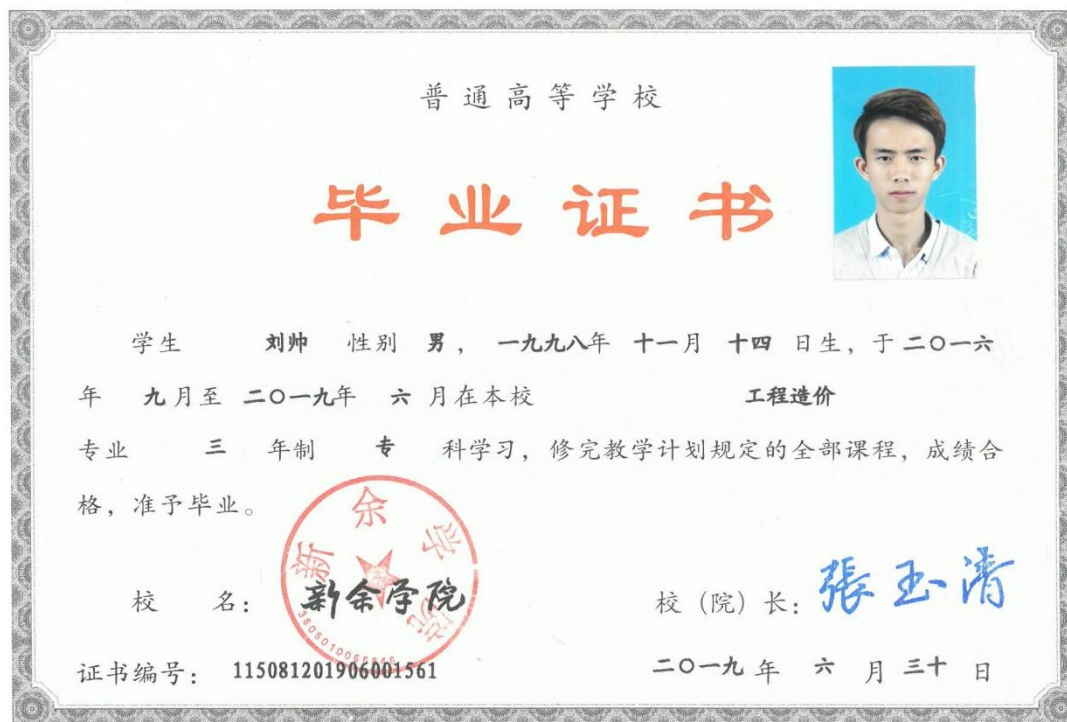 普通高等学校
毕业证书
学生 刘帅 性别 男，一九九八年 十一月 十四 日生，于二〇一六
年 九月至 二〇一九年 六 月在本校 工程造价
专业 三 年制 专 科学习，修完教学计划规定的全部课程，成绩合
格，准予毕业。
新余学院
校 名：新余学院 校（院）长：張玉清
证书编号：115081201906001561 二〇一九 年 六 月 三十 日